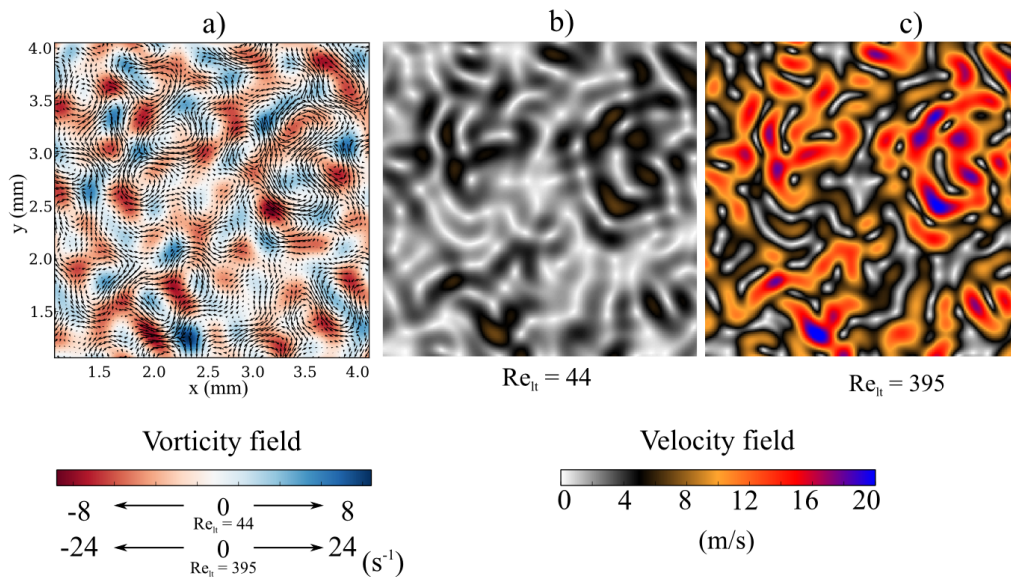 a)
b)
c)
4.0
3.5
3.0
2.5
2.0
1.5
y (mm)
1.5 2.0 2.5 3.0 3.5 4.0
x (mm)
Re_lt = 44
Re_lt = 395
Vorticity field
-8 0 8
Re_lt = 44
-24 0 24 (s⁻¹)
Re_lt = 395
Velocity field
0 4 8 12 16 20
(m/s)